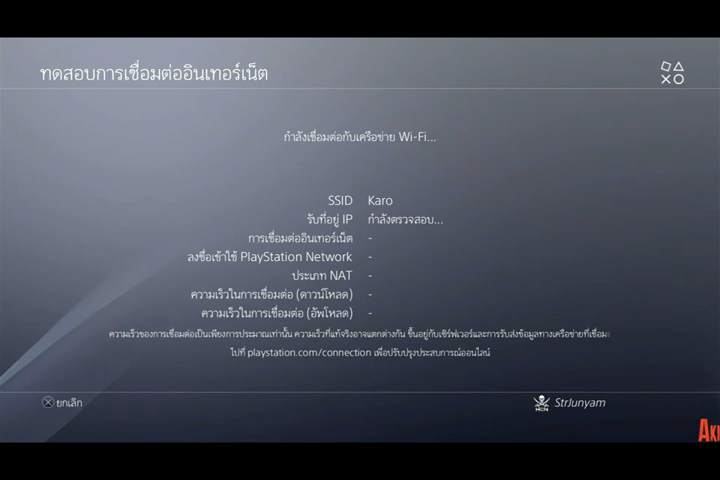 ทดสอบการเชื่อมต่ออินเทอร์เน็ต
กำลังเชื่อมต่อกับเครือข่าย Wi-Fi...
SSID Karo
รับที่อยู่ IP กำลังตรวจสอบ...
การเชื่อมต่ออินเทอร์เน็ต -
ลงชื่อเข้าใช้ PlayStation Network -
ประเภท NAT -
ความเร็วในการเชื่อมต่อ (ดาวน์โหลด) -
ความเร็วในการเชื่อมต่อ (อัพโหลด) -
ความเร็วของการเชื่อมต่อเป็นเพียงการประมาณเท่านั้น ความเร็วที่แท้จริงอาจแตกต่างกัน ขึ้นอยู่กับเซิร์ฟเวอร์และการรับส่งข้อมูลทางเครือข่ายที่เชื่อม
ไปที่ playstation.com/connection เพื่อปรับปรุงประสบการณ์ออนไลน์
ยกเลิก
StrJunyam